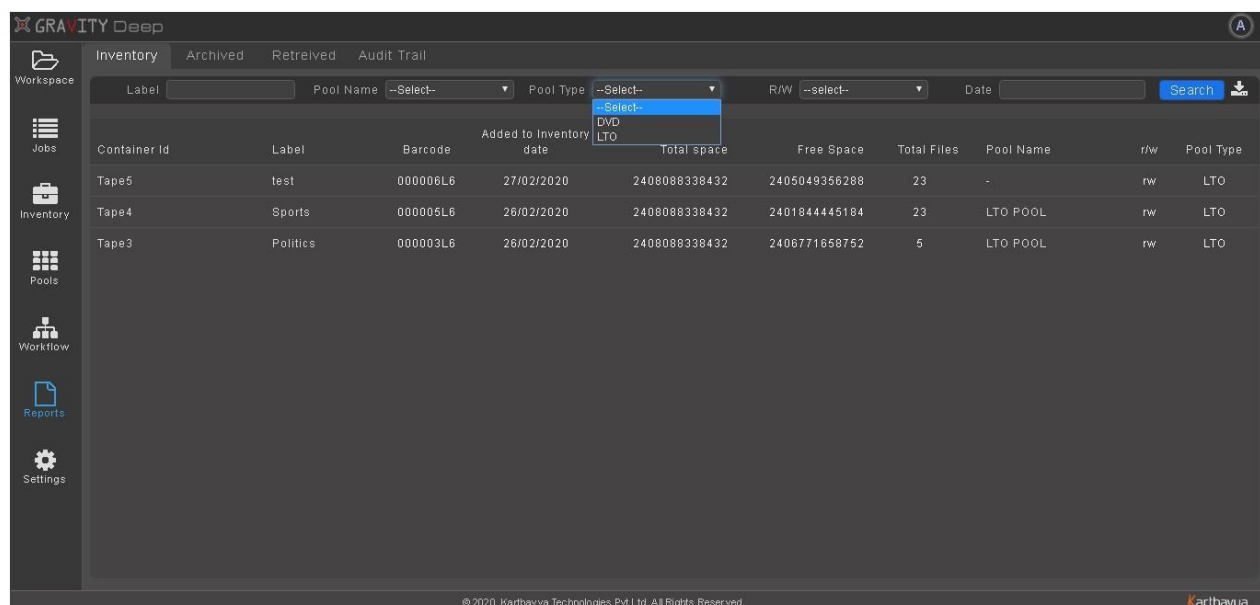 GRAVITY Deep A
Workspace
Jobs
Inventory
Pools
Workflow
Reports
Settings
Inventory Archived Retreived Audit Trail
Label Pool Name --Select-- Pool Type --Select-- R/W --select-- Date Search
--Select--
DVD
LTO
Container Id Label Barcode Added to Inventory date Total space Free Space Total Files Pool Name r/w Pool Type
Tape5 test 000006L6 27/02/2020 2408088338432 2405049356288 23 - rw LTO
Tape4 Sports 000005L6 26/02/2020 2408088338432 2401844445184 23 LTO POOL rw LTO
Tape3 Politics 000003L6 26/02/2020 2408088338432 2406771658752 5 LTO POOL rw LTO
© 2020, Karthavya Technologies Pvt Ltd. All Rights Reserved Karthavya